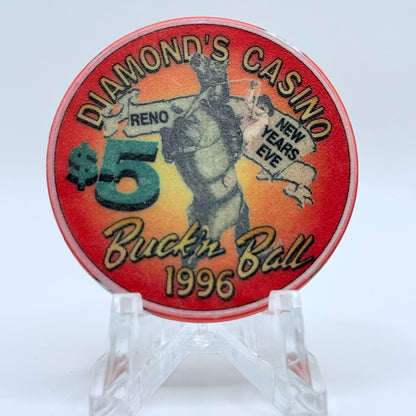 DIAMOND'S CASINO
RENO
NEW
YEARS
EVE
$5
Buck'n Ball
1996